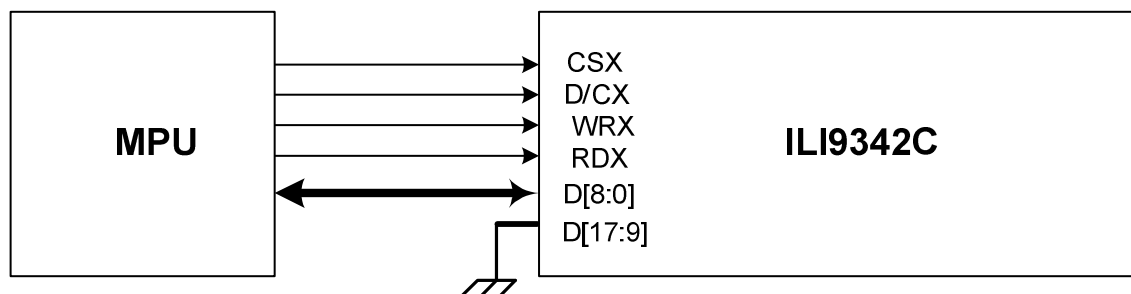 MPU
CSX
D/CX
WRX
RDX
D[8:0]
D[17:9]
ILI9342C